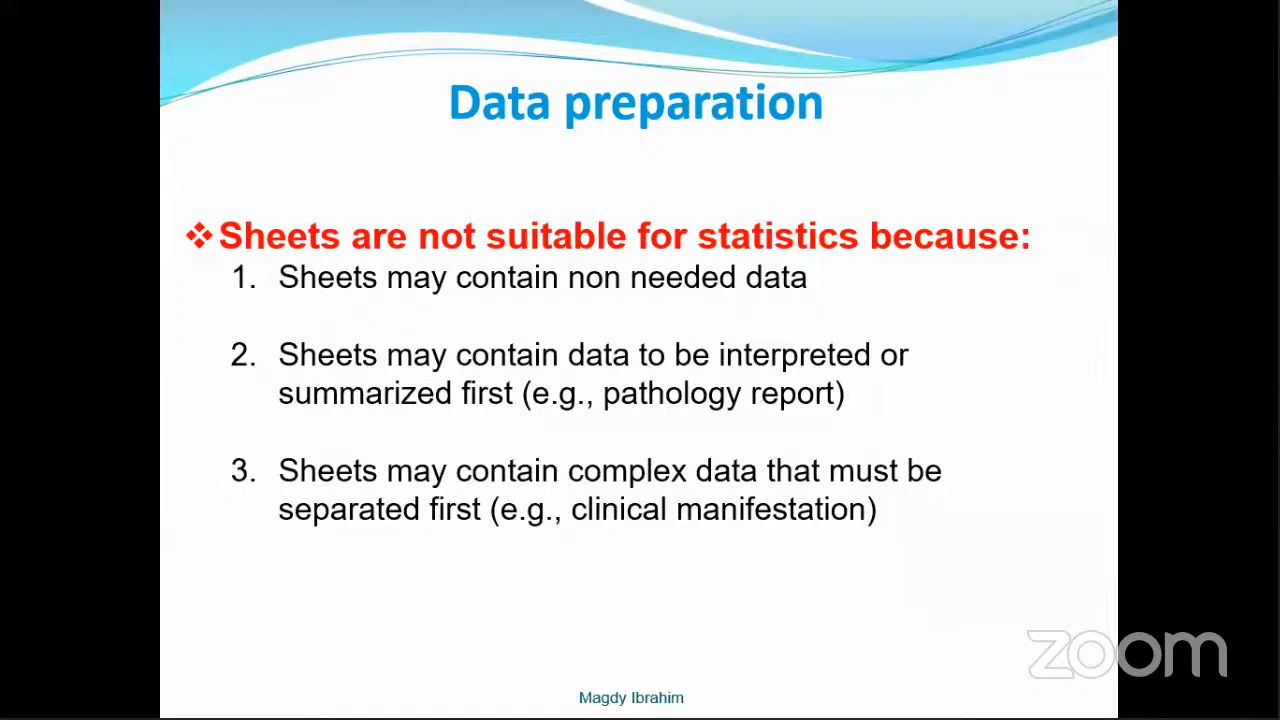 Data preparation
❖Sheets are not suitable for statistics because:
1. Sheets may contain non needed data
2. Sheets may contain data to be interpreted or
summarized first (e.g., pathology report)
3. Sheets may contain complex data that must be
separated first (e.g., clinical manifestation)
zoom
Magdy Ibrahim